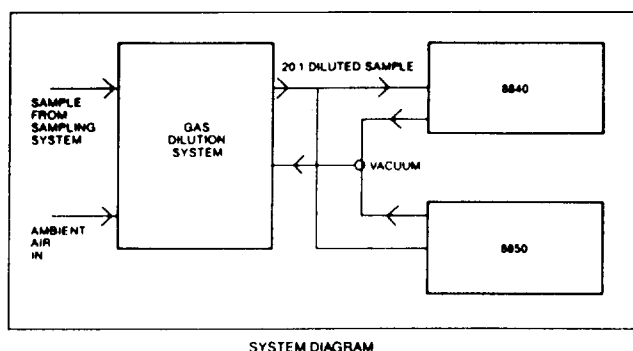 20 1 DILUTED SAMPLE
8840
SAMPLE
FROM
SAMPLING
SYSTEM
GAS
DILUTION
SYSTEM
VACUUM
AMBIENT
AIR
IN
8850
SYSTEM DIAGRAM